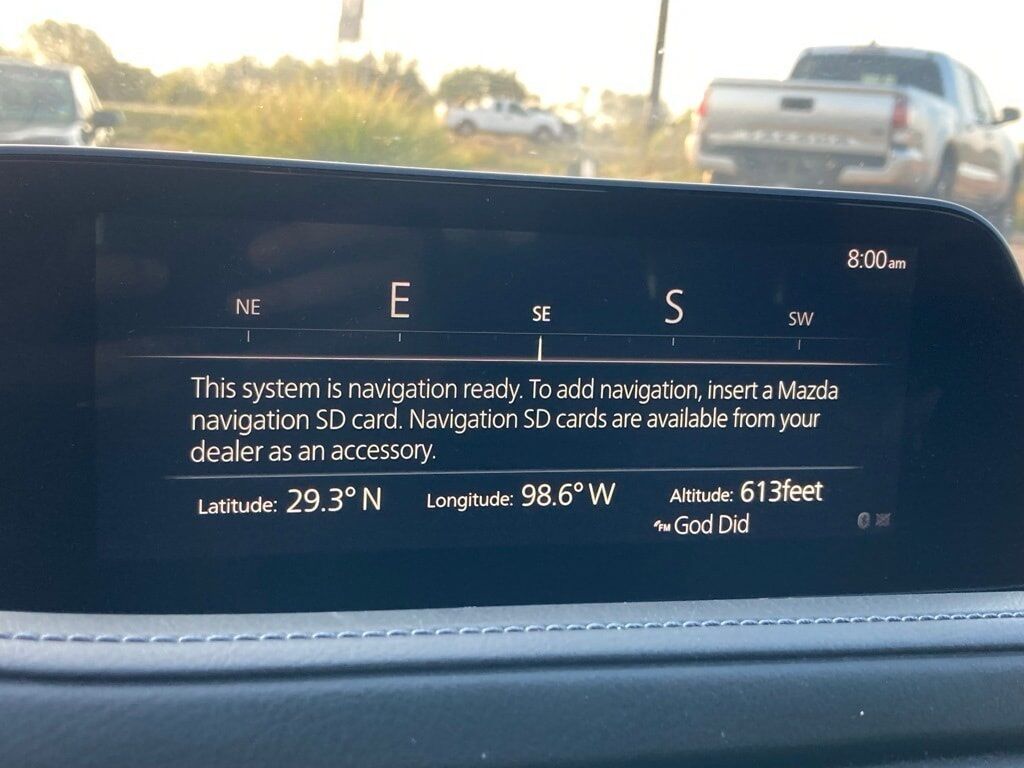 8:00am
NE E SE S SW
This system is navigation ready. To add navigation, insert a Mazda
navigation SD card. Navigation SD cards are available from your
dealer as an accessory.
Latitude: 29.3° N Longitude: 98.6° W Altitude: 613feet
FM God Did